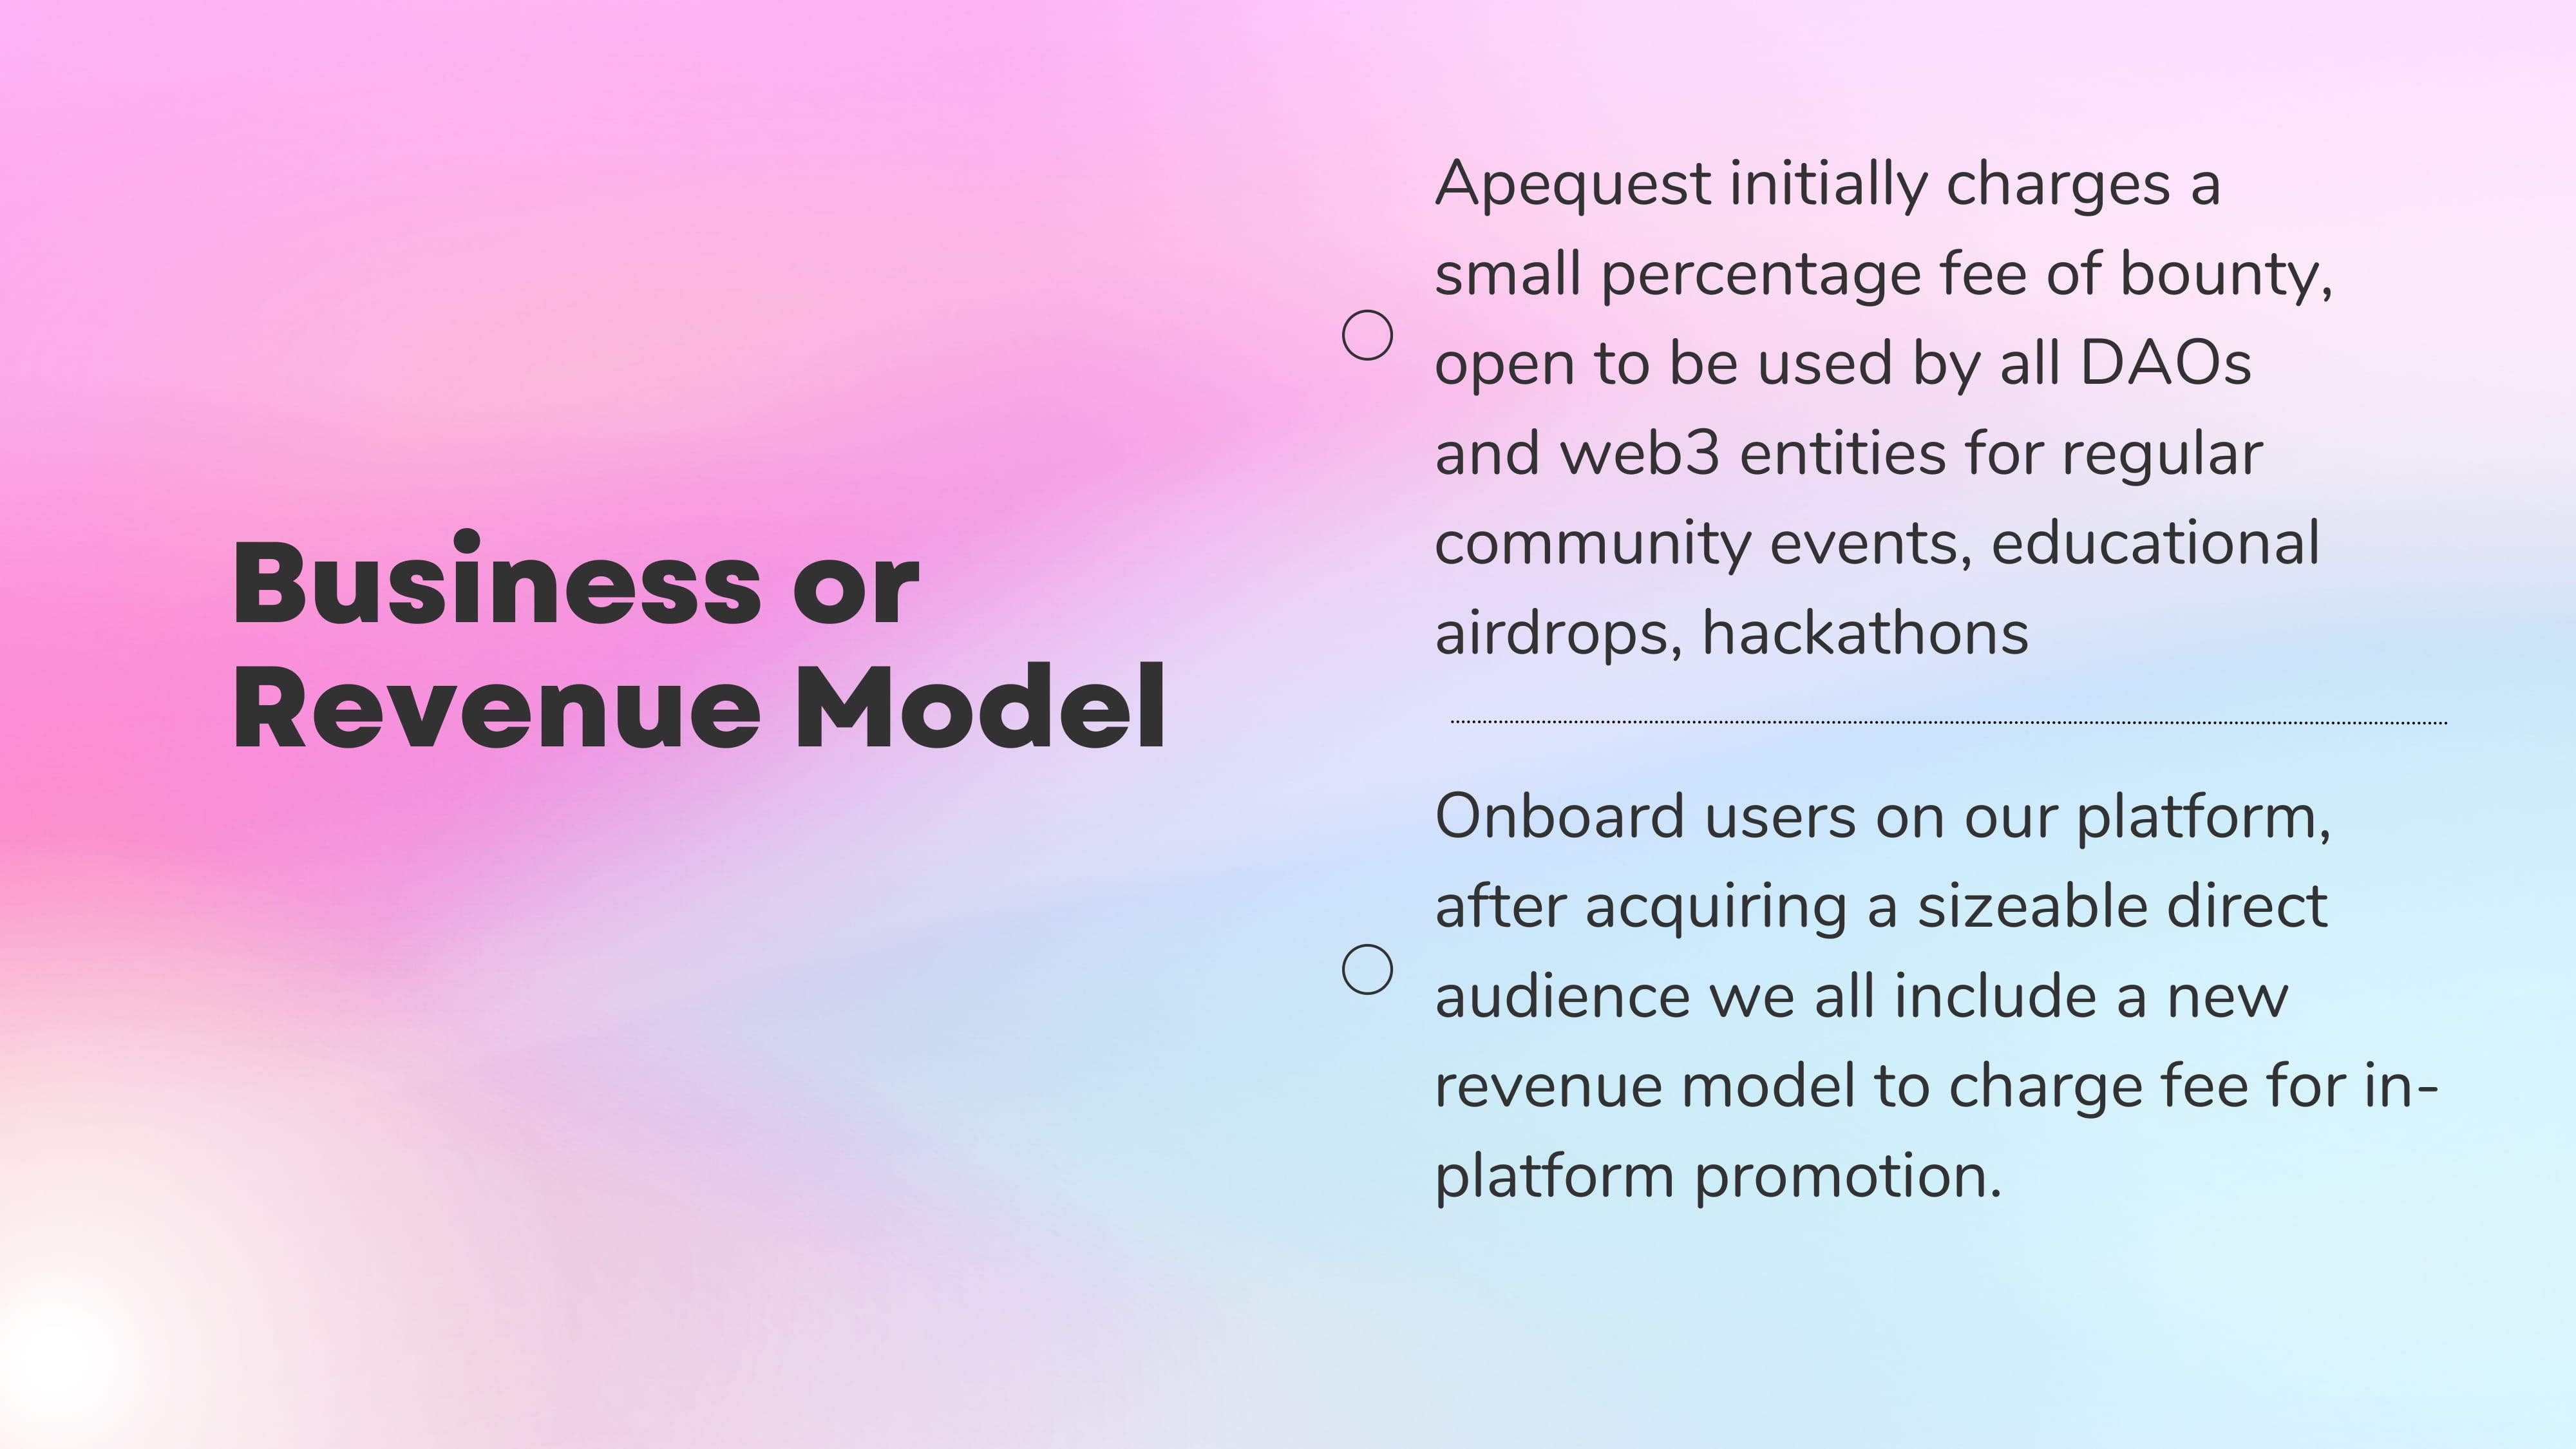 Business or
Revenue Model
Apequest initially charges a
small percentage fee of bounty,
open to be used by all DAOs
and web3 entities for regular
community events, educational
airdrops, hackathons
Onboard users on our platform,
after acquiring a sizeable direct
audience we all include a new
revenue model to charge fee for in-
platform promotion.